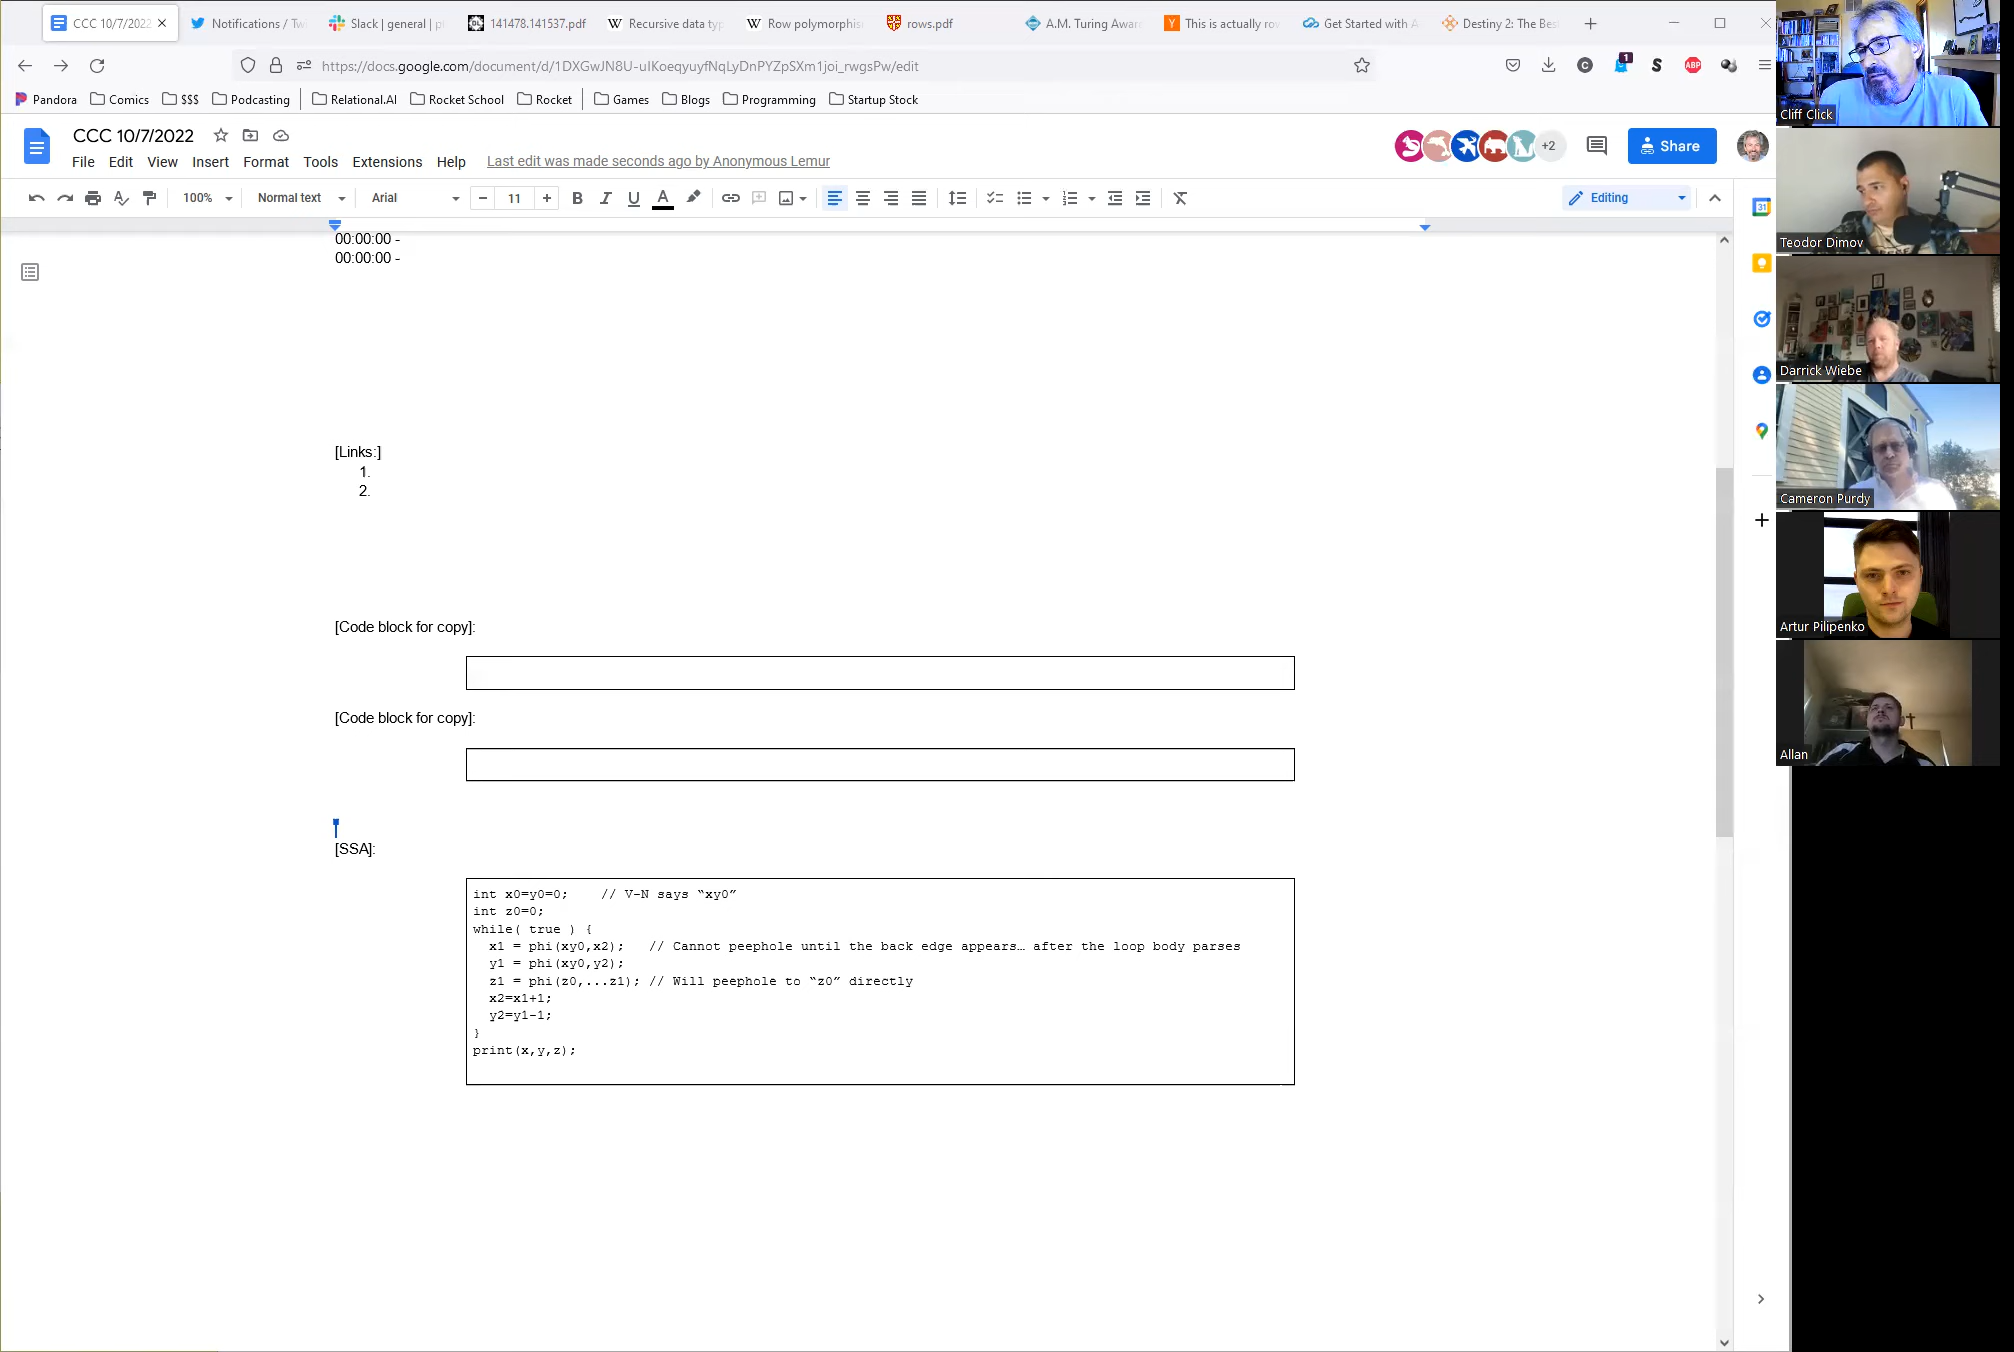 CCC 10/7/2022
Notifications / Tw
Slack | general | p
141478.141537.pdf
Recursive data typ
Row polymorphis
rows.pdf
A.M. Turing Awar
This is actually ro
Get Started with A
Destiny 2: The Bes
https://docs.google.com/document/d/1DXGwJN8U-uIKoeqyuyfNqLyDnPYZpSXm1joi_rwgsPw/edit
1
C
S
ABP
Pandora Comics $$$ Podcasting Relational.AI Rocket School Rocket Games Blogs Programming Startup Stock
CCC 10/7/2022
+2
Share
File Edit View Insert Format Tools Extensions Help Last edit was made seconds ago by Anonymous Lemur
100% Normal text Arial − 11 + B I U A Editing
31
00:00:00 -
00:00:00 -
[Links:]
1.
2.
[Code block for copy]:
[Code block for copy]:
[SSA]:
int x0=y0=0; // V-N says “xy0”
int z0=0;
while( true ) {
x1 = phi(xy0,x2); // Cannot peephole until the back edge appears… after the loop body parses
y1 = phi(xy0,y2);
z1 = phi(z0,...z1); // Will peephole to “z0” directly
x2=x1+1;
y2=y1-1;
}
print(x,y,z);
Cliff Click
Teodor Dimov
Darrick Wiebe
Cameron Purdy
Artur Pilipenko
Allan